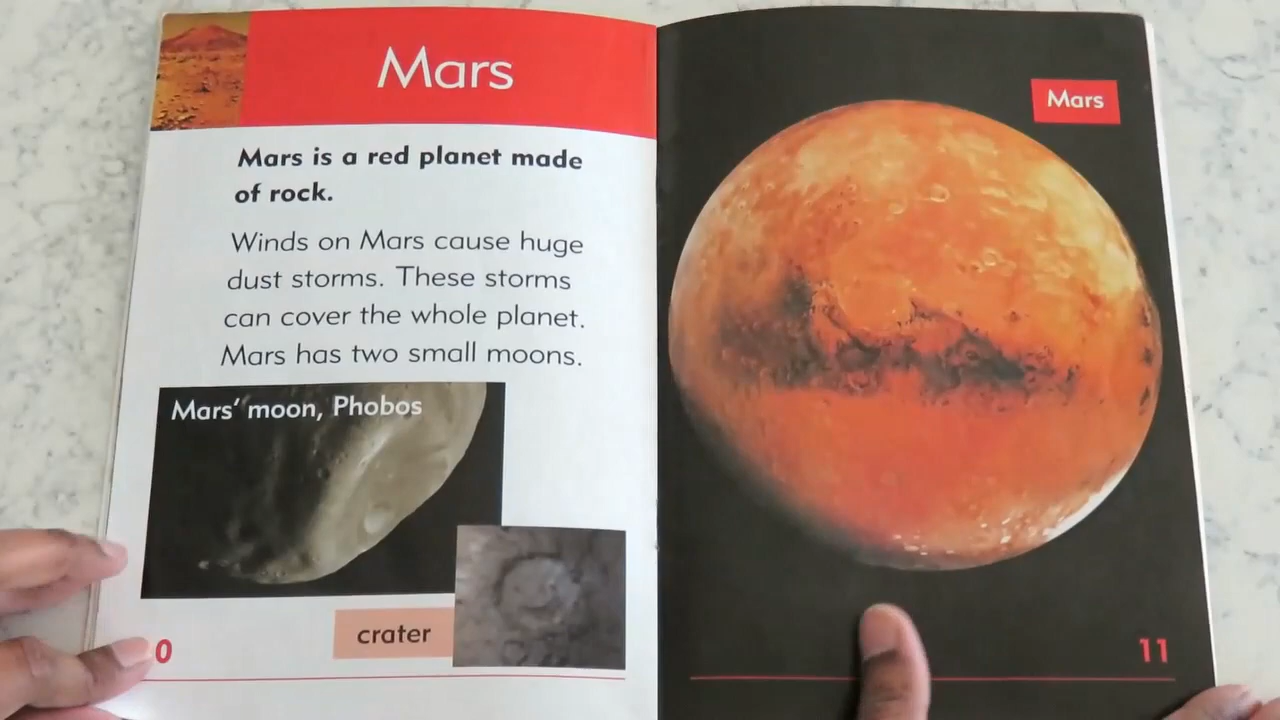 Mars
Mars is a red planet made
of rock.
Winds on Mars cause huge
dust storms. These storms
can cover the whole planet.
Mars has two small moons.
Mars' moon, Phobos
crater
0
Mars
11